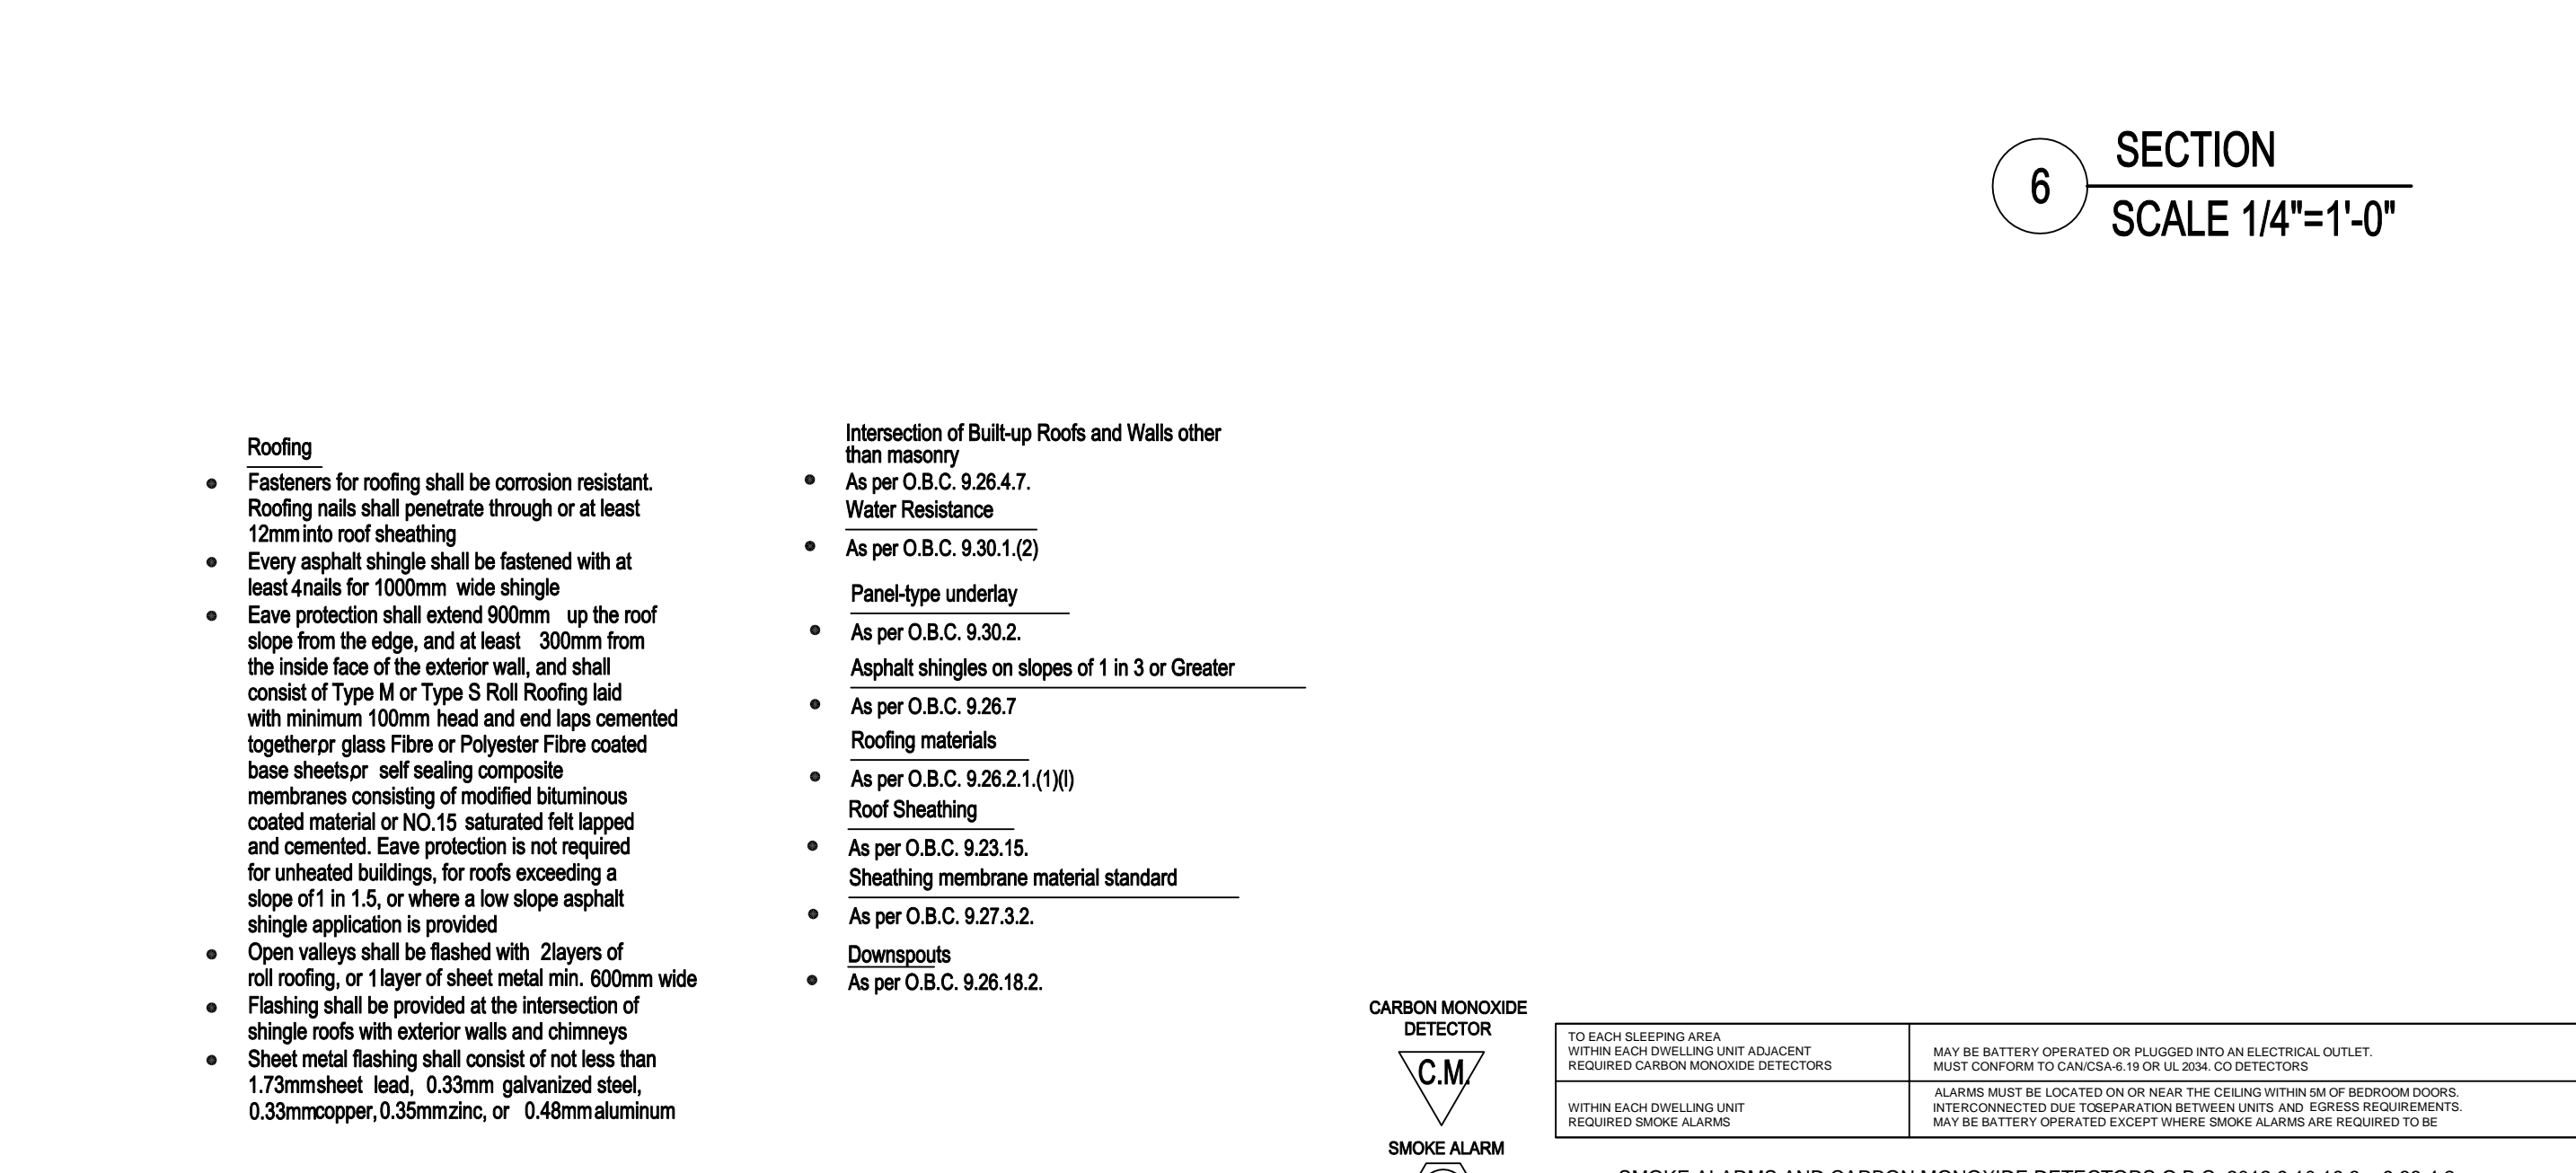 6
SECTION
SCALE 1/4"=1'-0"
Roofing
Fasteners for roofing shall be corrosion resistant.
Roofing nails shall penetrate through or at least
12mm into roof sheathing
Every asphalt shingle shall be fastened with at
least 4 nails for 1000mm wide shingle
Eave protection shall extend 900mm up the roof
slope from the edge, and at least 300mm from
the inside face of the exterior wall, and shall
consist of Type M or Type S Roll Roofing laid
with minimum 100mm head and end laps cemented
together,or glass Fibre or Polyester Fibre coated
base sheets,or self sealing composite
membranes consisting of modified bituminous
coated material or NO.15 saturated felt lapped
and cemented. Eave protection is not required
for unheated buildings, for roofs exceeding a
slope of 1 in 1.5, or where a low slope asphalt
shingle application is provided
Open valleys shall be flashed with 2 layers of
roll roofing, or 1 layer of sheet metal min. 600mm wide
Flashing shall be provided at the intersection of
shingle roofs with exterior walls and chimneys
Sheet metal flashing shall consist of not less than
1.73mm sheet lead, 0.33mm galvanized steel,
0.33mm copper, 0.35mm zinc, or 0.48mm aluminum
Intersection of Built-up Roofs and Walls other
than masonry
As per O.B.C. 9.26.4.7.
Water Resistance
As per O.B.C. 9.30.1.(2)
Panel-type underlay
As per O.B.C. 9.30.2.
Asphalt shingles on slopes of 1 in 3 or Greater
As per O.B.C. 9.26.7
Roofing materials
As per O.B.C. 9.26.2.1.(1)(l)
Roof Sheathing
As per O.B.C. 9.23.15.
Sheathing membrane material standard
As per O.B.C. 9.27.3.2.
Downspouts
As per O.B.C. 9.26.18.2.
CARBON MONOXIDE
DETECTOR
C.M.
SMOKE ALARM
TO EACH SLEEPING AREA
WITHIN EACH DWELLING UNIT ADJACENT
REQUIRED CARBON MONOXIDE DETECTORS
MAY BE BATTERY OPERATED OR PLUGGED INTO AN ELECTRICAL OUTLET.
MUST CONFORM TO CAN/CSA-6.19 OR UL 2034. CO DETECTORS
WITHIN EACH DWELLING UNIT
REQUIRED SMOKE ALARMS
ALARMS MUST BE LOCATED ON OR NEAR THE CEILING WITHIN 5M OF BEDROOM DOORS.
INTERCONNECTED DUE TO SEPARATION BETWEEN UNITS AND EGRESS REQUIREMENTS.
MAY BE BATTERY OPERATED EXCEPT WHERE SMOKE ALARMS ARE REQUIRED TO BE
SMOKE ALARMS AND CARBON MONOXIDE DETECTORS O.B.C.